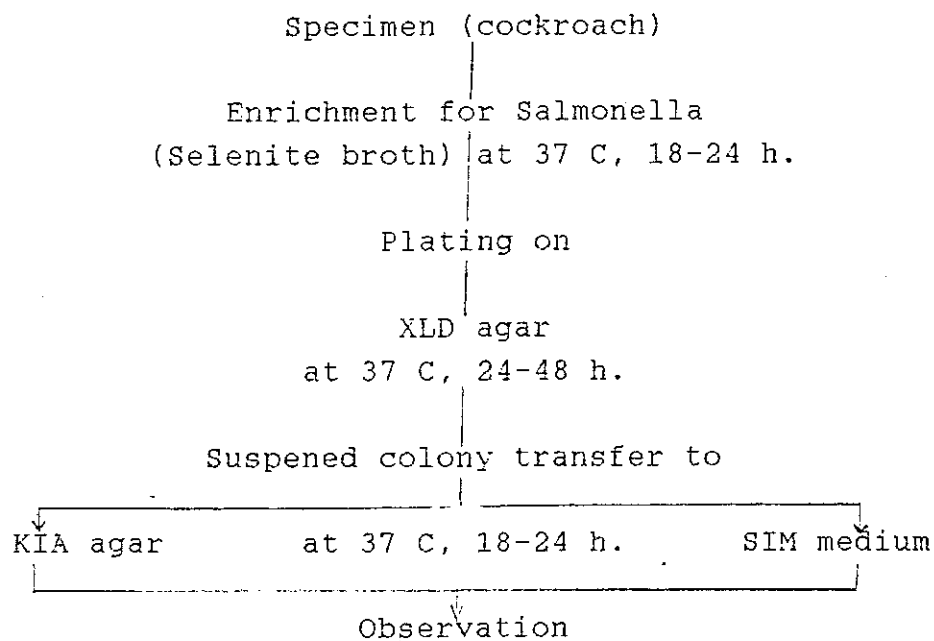 Specimen (cockroach)
Enrichment for Salmonella
(Selenite broth) at 37 C, 18-24 h.
Plating on
XLD agar
at 37 C, 24-48 h.
Suspened colony transfer to
KIA agar at 37 C, 18-24 h. SIM medium
Observation